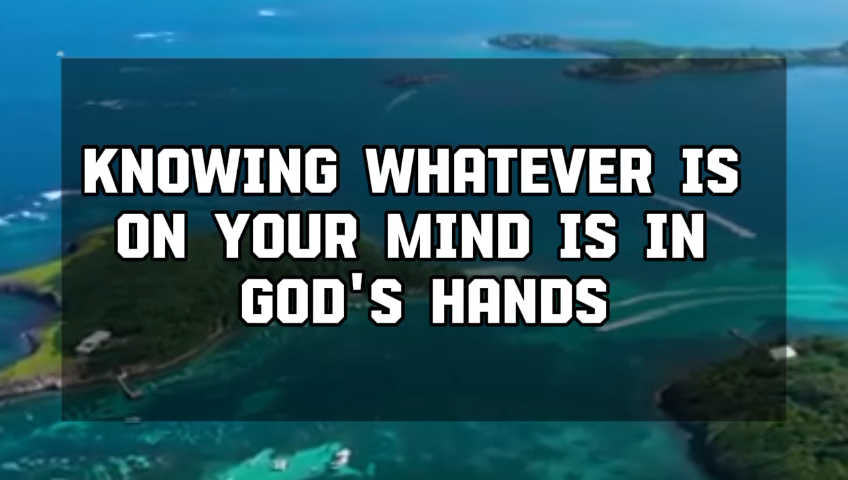 KNOWING WHATEVER IS
ON YOUR MIND IS IN
GOD'S HANDS